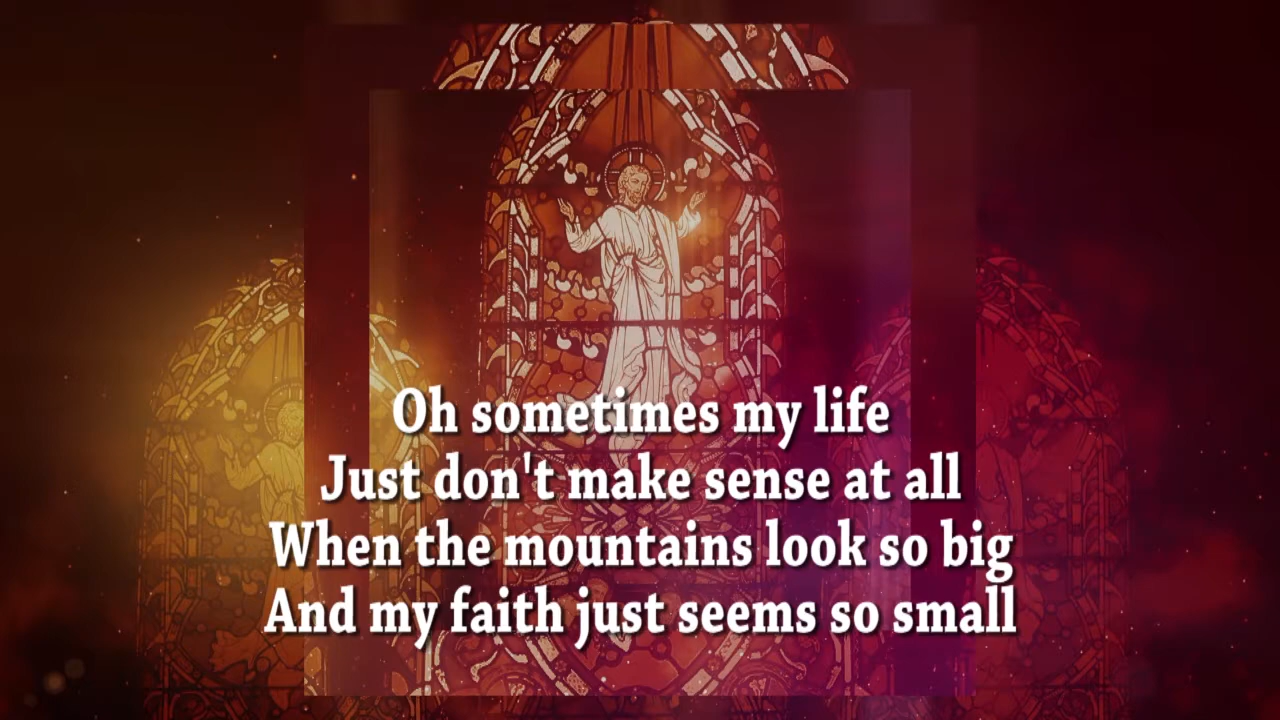 Oh sometimes my life
Just don't make sense at all
When the mountains look so big
And my faith just seems so small